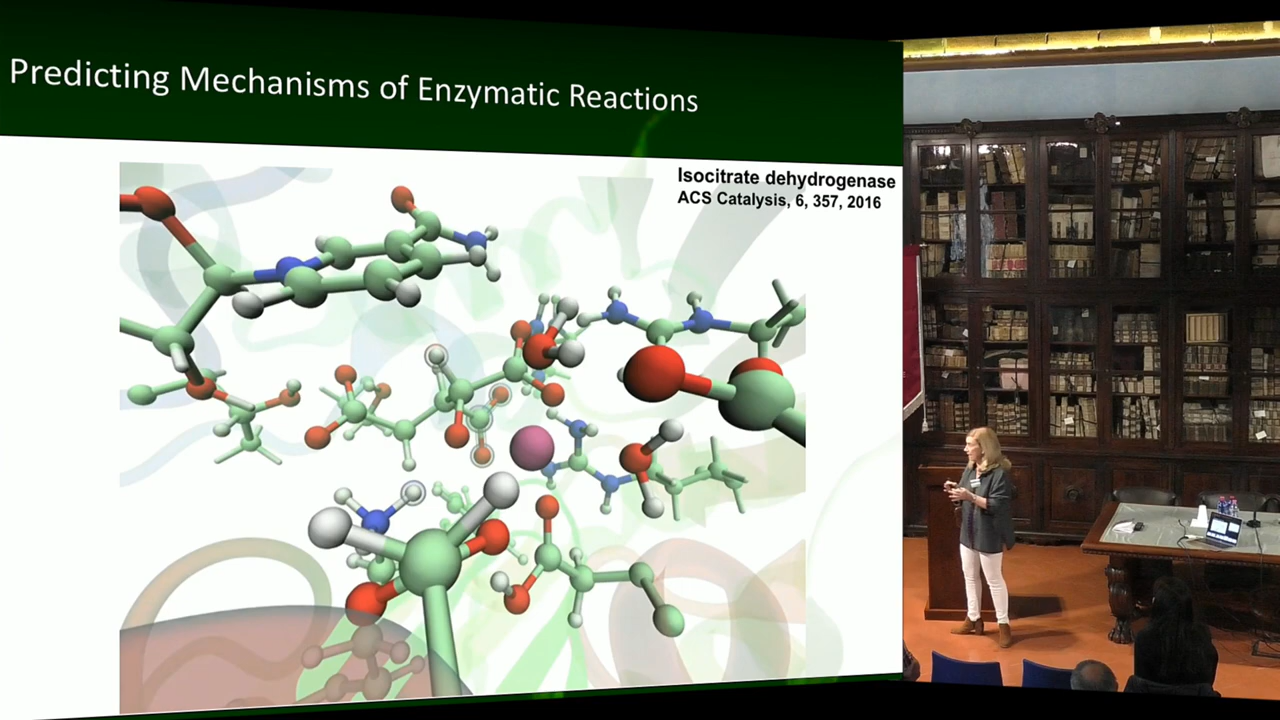 Predicting Mechanisms of Enzymatic Reactions
Isocitrate dehydrogenase
ACS Catalysis, 6, 357, 2016